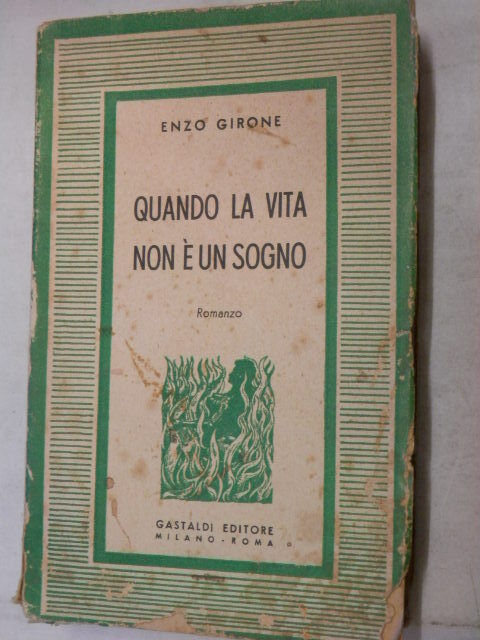 ENZO GIRONE
QUANDO LA VITA
NON È UN SOGNO
Romanzo
GASTALDI EDITORE
MILANO - ROMA